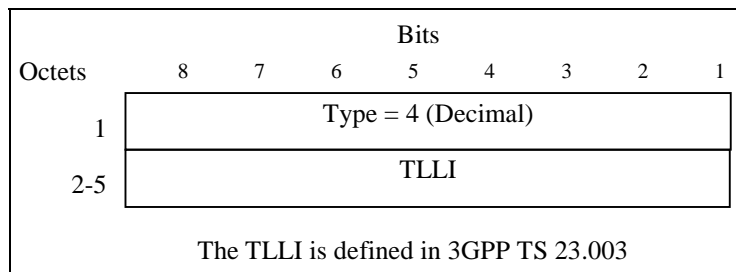 Bits
Octets 8 7 6 5 4 3 2 1
1 Type = 4 (Decimal)
2-5 TLLI
The TLLI is defined in 3GPP TS 23.003